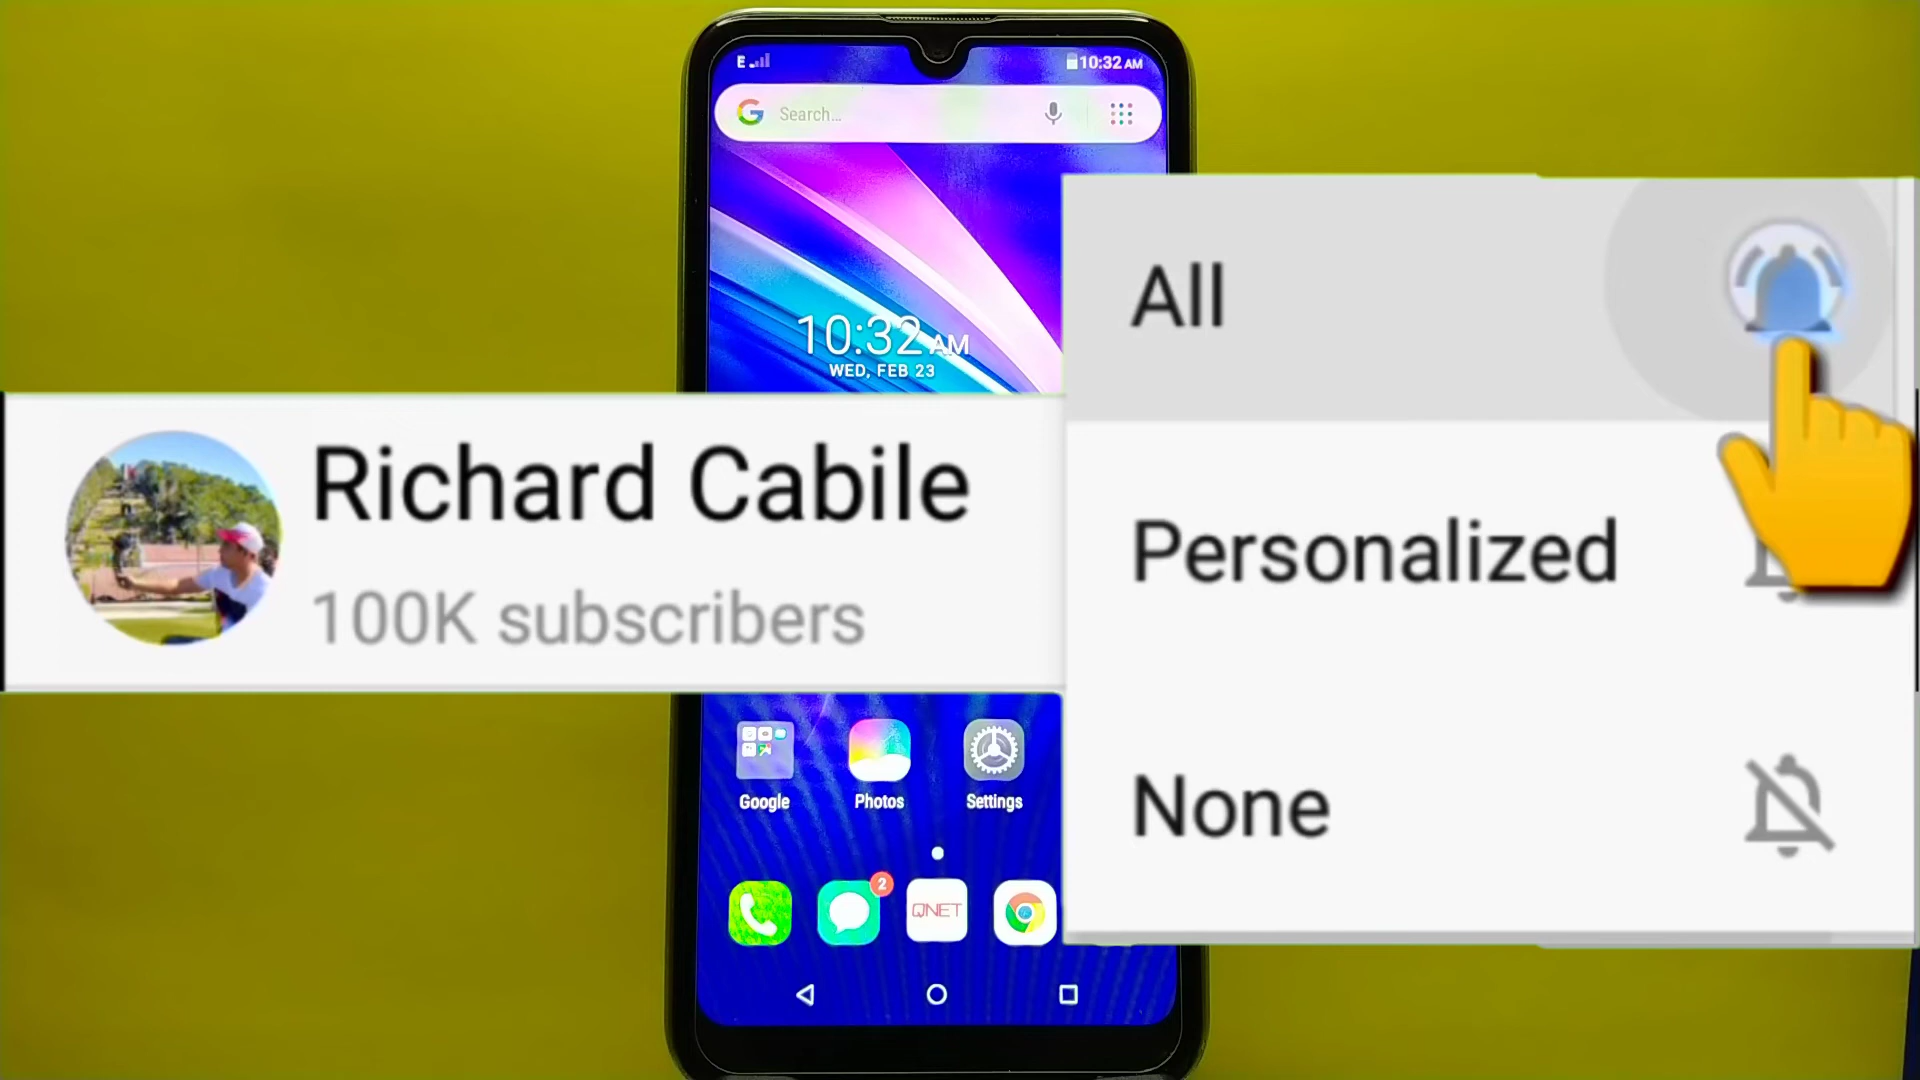 E
10:32 AM
Search...
10:32 AM
WED, FEB 23
All
Richard Cabile
100K subscribers
Personalized
None
Google
Photos
Settings
2
QNET